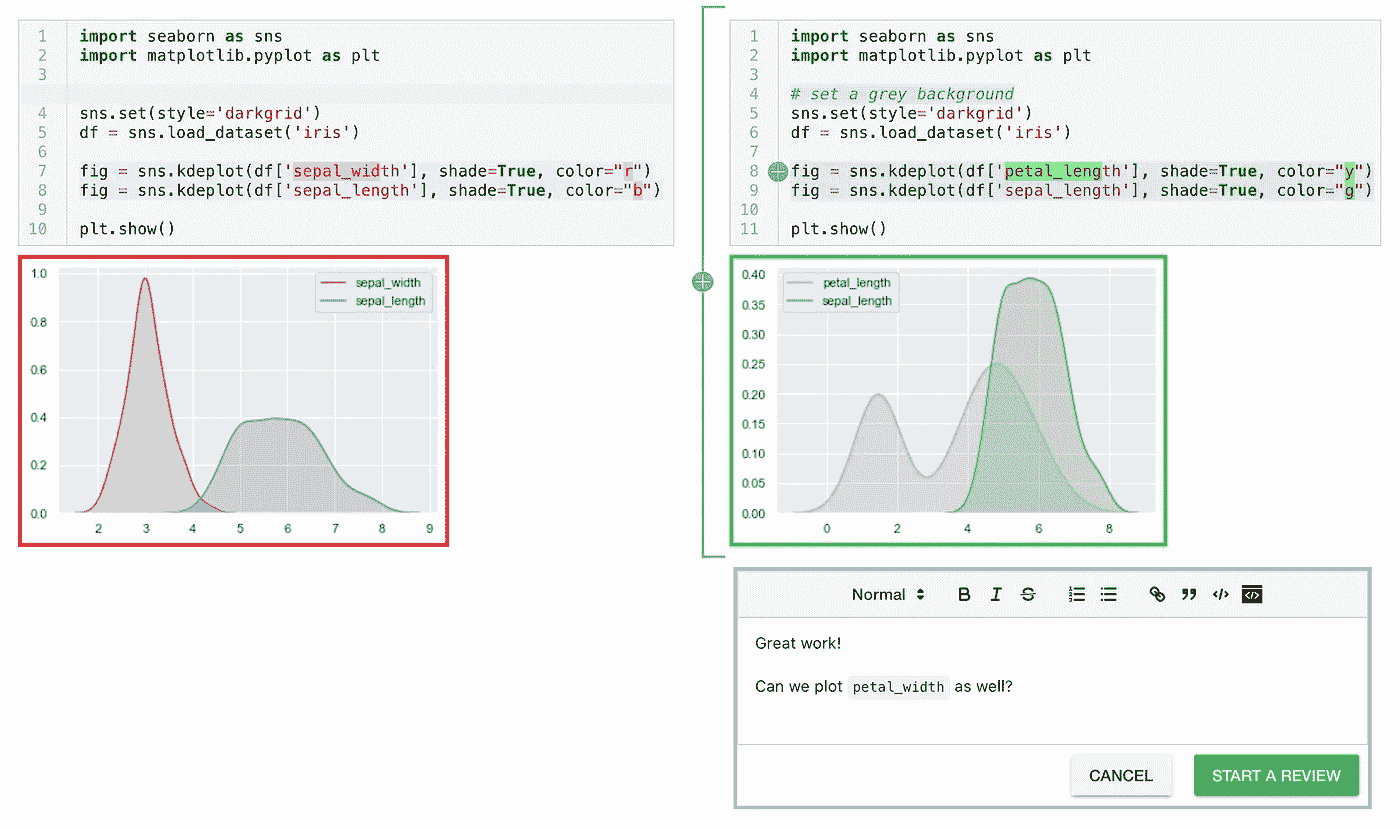 1 import seaborn as sns
2 import matplotlib.pyplot as plt
3
4 sns.set(style='darkgrid')
5 df = sns.load_dataset('iris')
6
7 fig = sns.kdeplot(df['sepal_width'], shade=True, color="r")
8 fig = sns.kdeplot(df['sepal_length'], shade=True, color="b")
9
10 plt.show()
1.0
0.8
0.6
0.4
0.2
0.0
2 3 4 5 6 7 8 9
sepal_width
sepal_length
1 import seaborn as sns
2 import matplotlib.pyplot as plt
3
4 # set a grey background
5 sns.set(style='darkgrid')
6 df = sns.load_dataset('iris')
7
8 fig = sns.kdeplot(df['petal_length'], shade=True, color="y")
9 fig = sns.kdeplot(df['sepal_length'], shade=True, color="g")
10
11 plt.show()
0.40
0.35
0.30
0.25
0.20
0.15
0.10
0.05
0.00
0 2 4 6 8
petal_length
sepal_length
Normal B I S
Great work!
Can we plot petal_width as well?
CANCEL START A REVIEW